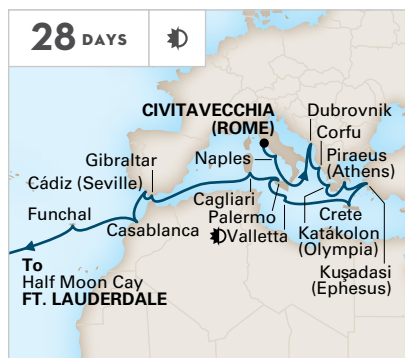 28 DAYS
CIVITAVECCHIA
(ROME)
Dubrovnik
Corfu
Piraeus
(Athens)
Naples
Gibraltar
Cádiz (Seville)
Funchal
Casablanca
Cagliari
Palermo
Valletta
Crete
Katákolon
(Olympia)
Kuşadasi
(Ephesus)
To
Half Moon Cay
FT. LAUDERDALE